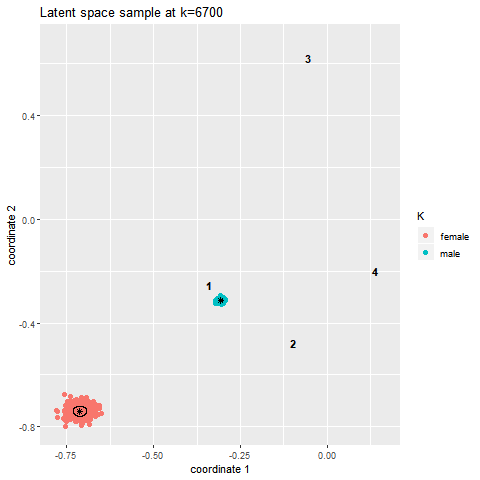 Latent space sample at k=6700
3
0.4
K
female
male
0.0
coordinate 2
4
1
-0.4
2
-0.8
-0.75
-0.50
-0.25
0.00
coordinate 1